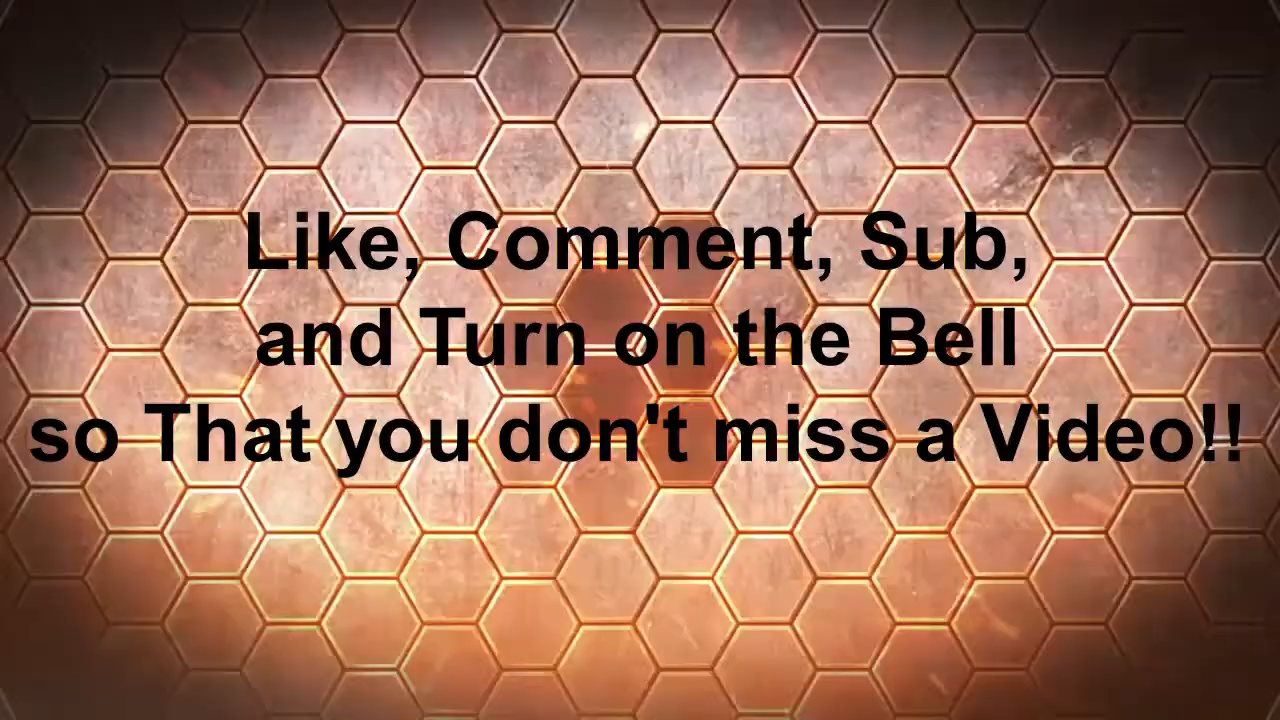 Like, Comment, Sub,
and Turn on the Bell
so That you don't miss a Video!!